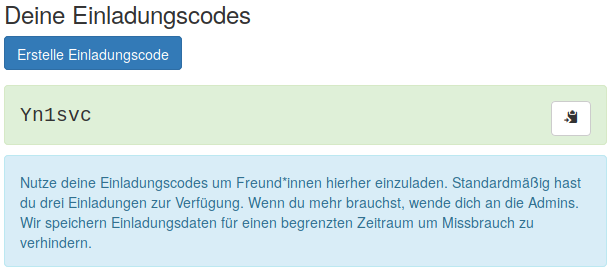 Deine Einladungscodes
Erstelle Einladungscode
Yn1svc
Nutze deine Einladungscodes um Freund*innen hierher einzuladen. Standardmäßig hast
du drei Einladungen zur Verfügung. Wenn du mehr brauchst, wende dich an die Admins.
Wir speichern Einladungsdaten für einen begrenzten Zeitraum um Missbrauch zu
verhindern.